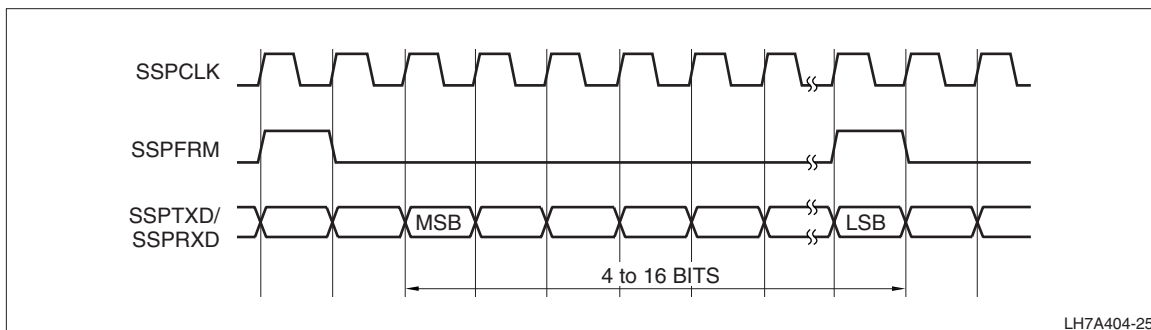 SSPCLK
SSPFRM
SSPTXD/
SSPRXD
MSB
LSB
4 to 16 BITS
LH7A404-25